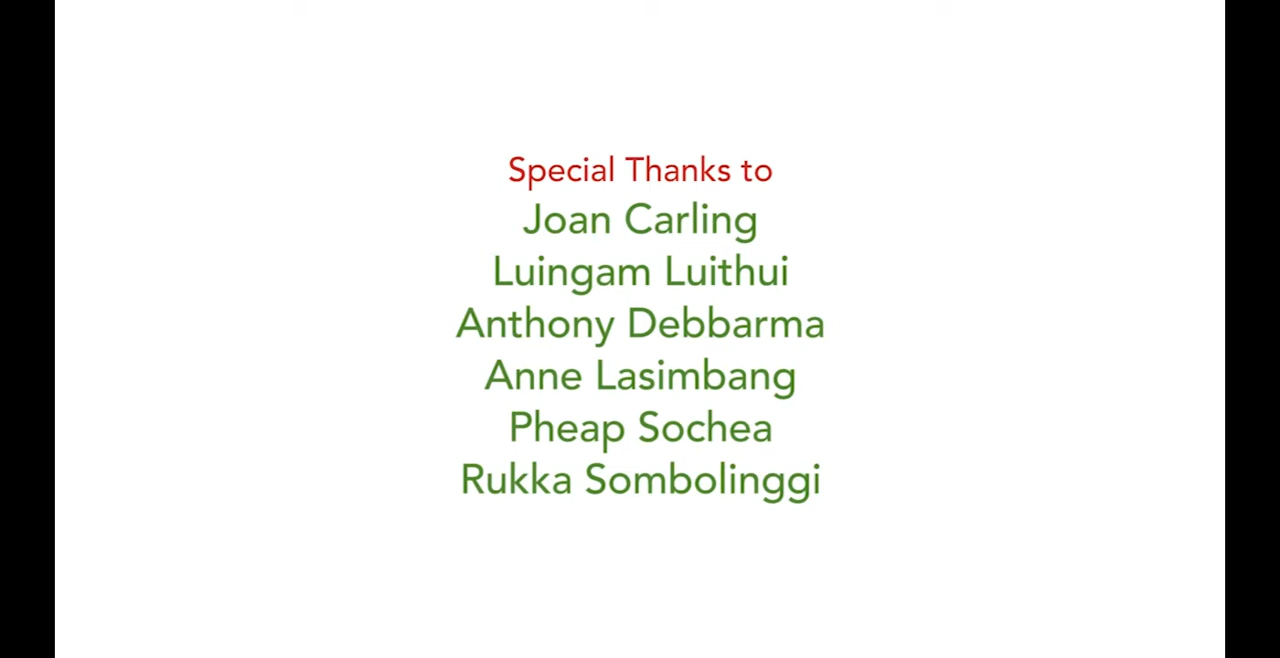 Special Thanks to
Joan Carling
Luingam Luithui
Anthony Debbarma
Anne Lasimbang
Pheap Sochea
Rukka Sombolinggi